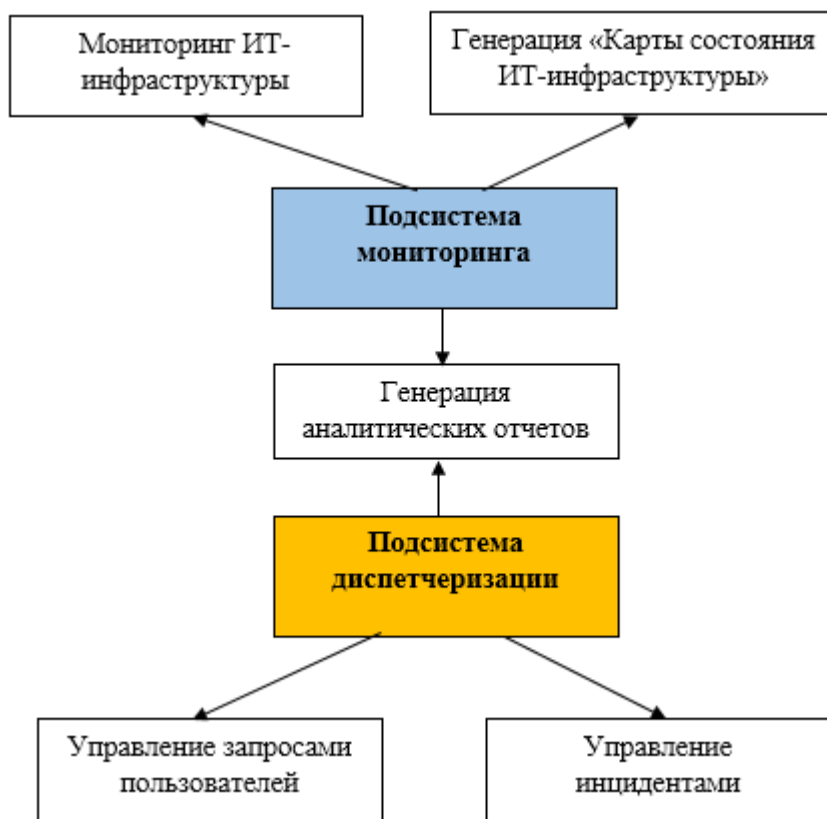 Мониторинг ИТ-
инфраструктуры
Генерация «Карты состояния
ИТ-инфраструктуры»
Подсистема
мониторинга
Генерация
аналитических отчетов
Подсистема
диспетчеризации
Управление запросами
пользователей
Управление
инцидентами